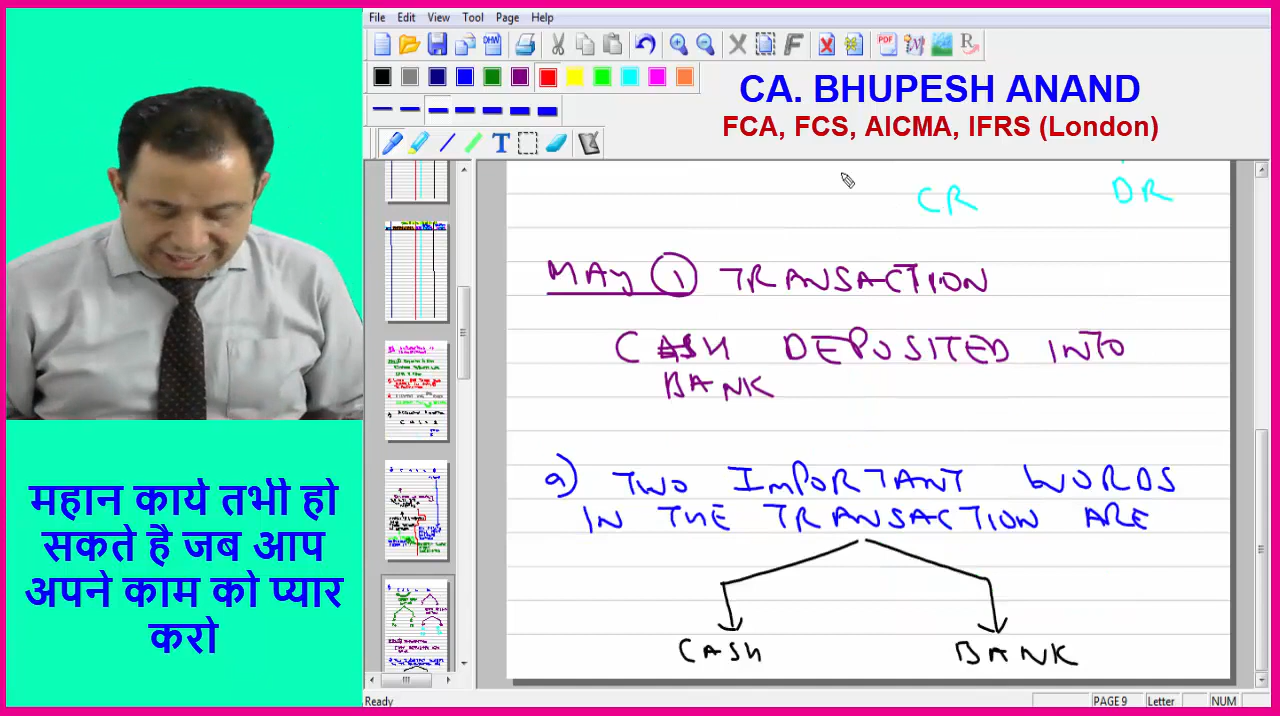 File Edit View Tool Page Help
CA. BHUPESH ANAND
FCA, FCS, AICMA, IFRS (London)
CR DR
MAY 1 TRANSACTION
CASH DEPOSITED INTO
BANK
a) TWO IMPORTANT WORDS
IN THE TRANSACTION ARE
CASH BANK
महान कार्य तभी हो
सकते है जब आप
अपने काम को प्यार
करो
Ready PAGE 9 Letter NUM